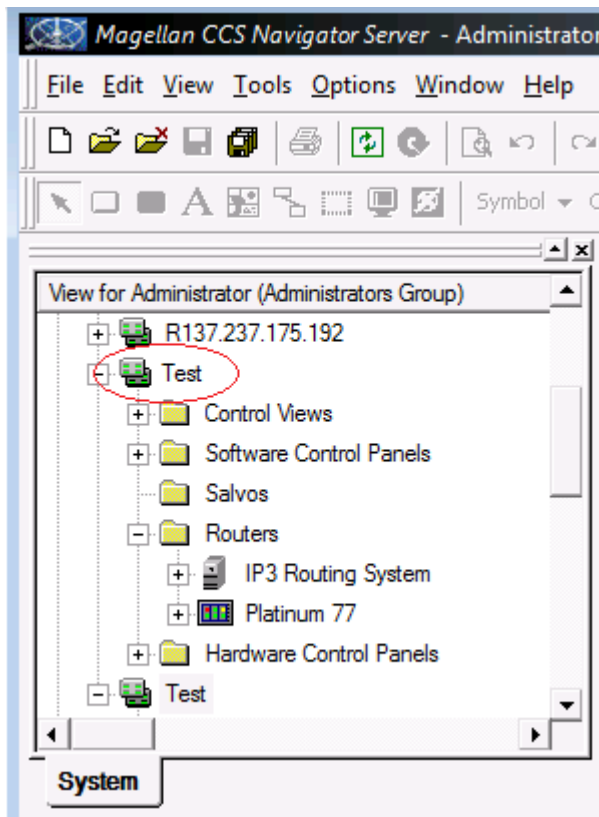 Magellan CCS Navigator Server - Administrator
File Edit View Tools Options Window Help
Symbol
View for Administrator (Administrators Group)
R137.237.175.192
Test
Control Views
Software Control Panels
Salvos
Routers
IP3 Routing System
Platinum 77
Hardware Control Panels
Test
System